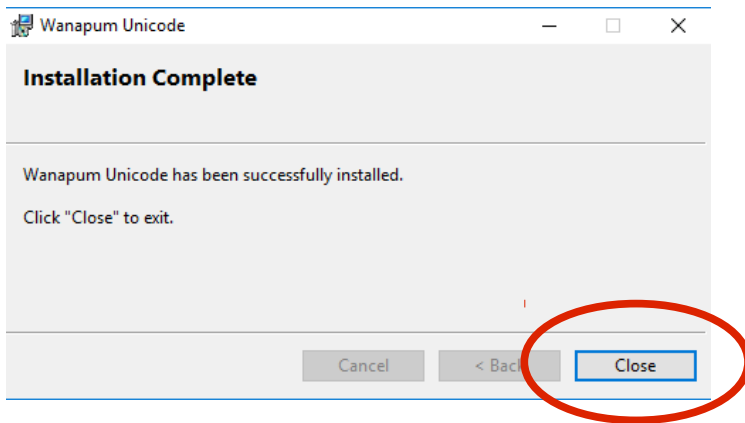 Wanapum Unicode
Installation Complete
Wanapum Unicode has been successfully installed.
Click "Close" to exit.
Cancel < Back Close